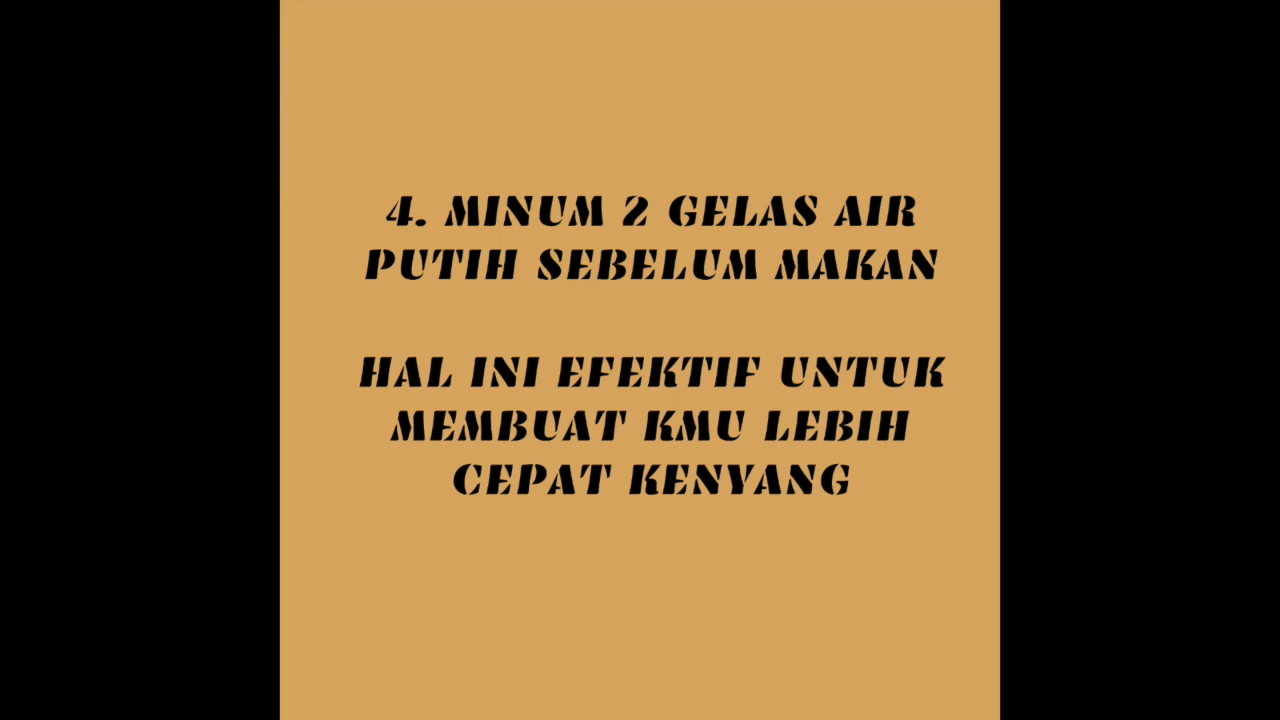 4. MINUM 2 GELAS AIR
PUTIH SEBELUM MAKAN
HAL INI EFEKTIF UNTUK
MEMBUAT KMU LEBIH
CEPAT KENYANG